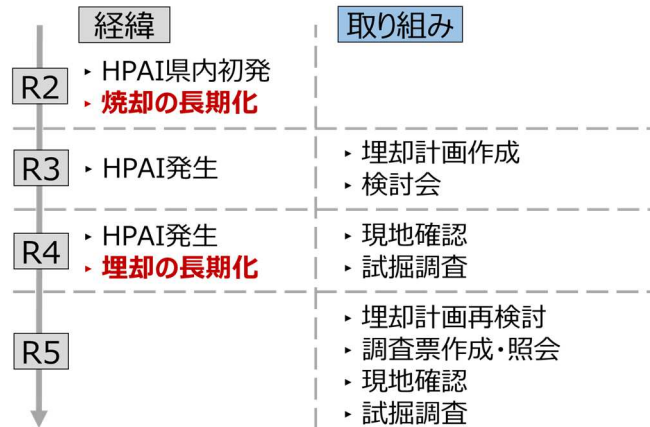 経緯
取り組み
R2
‣ HPAI県内初発
‣ 焼却の長期化
R3
‣ HPAI発生
‣ 埋却計画作成
‣ 検討会
R4
‣ HPAI発生
‣ 埋却の長期化
‣ 現地確認
‣ 試掘調査
R5
‣ 埋却計画再検討
‣ 調査票作成・照会
‣ 現地確認
‣ 試掘調査